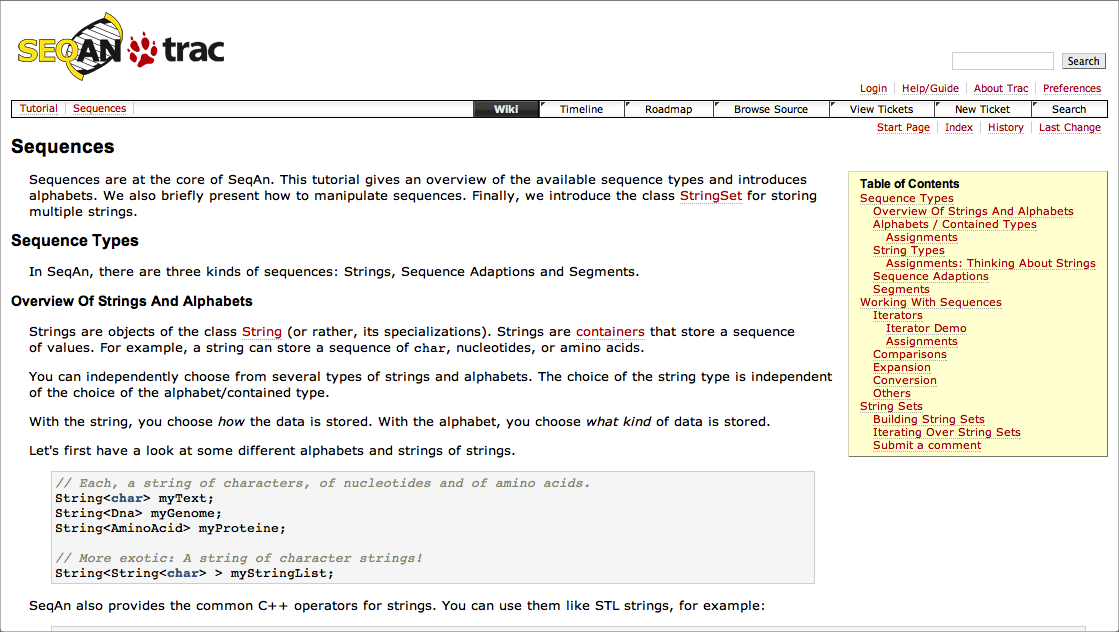 SEQAN trac
Search
Login Help/Guide About Trac Preferences
Tutorial Sequences Wiki Timeline Roadmap Browse Source View Tickets New Ticket Search
Start Page Index History Last Change
Sequences
Sequences are at the core of SeqAn. This tutorial gives an overview of the available sequence types and introduces
alphabets. We also briefly present how to manipulate sequences. Finally, we introduce the class StringSet for storing
multiple strings.
Sequence Types
In SeqAn, there are three kinds of sequences: Strings, Sequence Adaptions and Segments.
Overview Of Strings And Alphabets
Strings are objects of the class String (or rather, its specializations). Strings are containers that store a sequence
of values. For example, a string can store a sequence of char, nucleotides, or amino acids.
You can independently choose from several types of strings and alphabets. The choice of the string type is independent
of the choice of the alphabet/contained type.
With the string, you choose how the data is stored. With the alphabet, you choose what kind of data is stored.
Let's first have a look at some different alphabets and strings of strings.
// Each, a string of characters, of nucleotides and of amino acids.
String<char> myText;
String<Dna> myGenome;
String<AminoAcid> myProteine;
// More exotic: A string of character strings!
String<String<char> > myStringList;
SeqAn also provides the common C++ operators for strings. You can use them like STL strings, for example:
Table of Contents
Sequence Types
Overview Of Strings And Alphabets
Alphabets / Contained Types
Assignments
String Types
Assignments: Thinking About Strings
Sequence Adaptions
Segments
Working With Sequences
Iterators
Iterator Demo
Assignments
Comparisons
Expansion
Conversion
Others
String Sets
Building String Sets
Iterating Over String Sets
Submit a comment